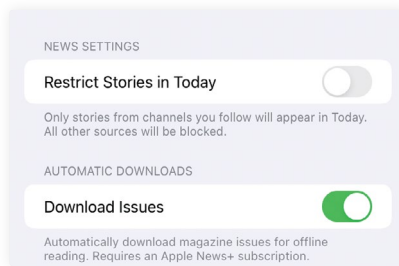 NEWS SETTINGS
Restrict Stories in Today
Only stories from channels you follow will appear in Today.
All other sources will be blocked.
AUTOMATIC DOWNLOADS
Download Issues
Automatically download magazine issues for offline
reading. Requires an Apple News+ subscription.